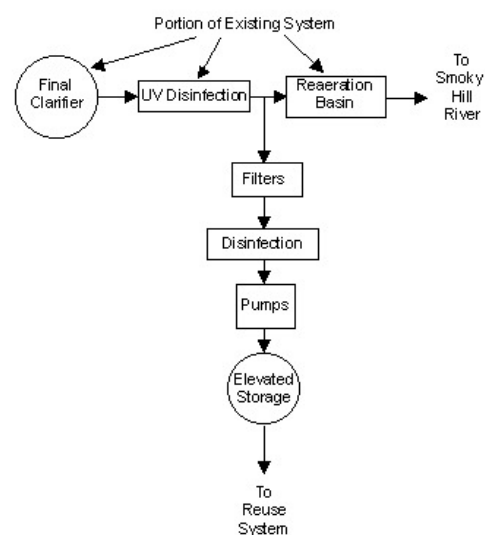 Portion of Existing System
Final
Clarifier
UV Disinfection
Reaeration
Basin
To
Smoky
Hill
River
Filters
Disinfection
Pumps
Elevated
Storage
To
Reuse
System